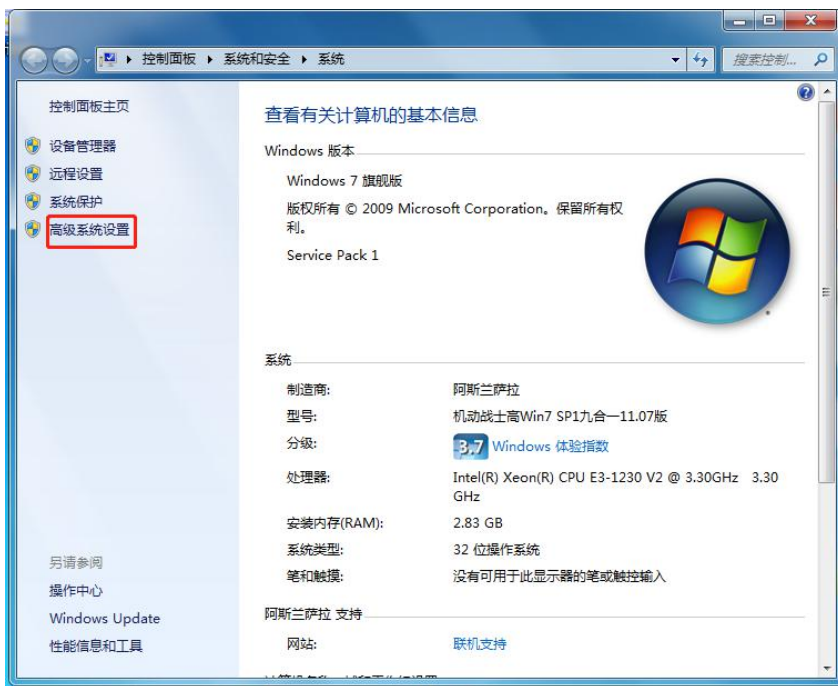 控制面板 系统和安全 系统
搜索控制...
控制面板主页
设备管理器
远程设置
系统保护
高级系统设置
另请参阅
操作中心
Windows Update
性能信息和工具
查看有关计算机的基本信息
Windows 版本
Windows 7 旗舰版
版权所有 © 2009 Microsoft Corporation。保留所有权
利。
Service Pack 1
系统
制造商: 阿斯兰萨拉
型号: 机动战士高Win7 SP1九合一11.07版
分级: 3.7 Windows 体验指数
处理器: Intel(R) Xeon(R) CPU E3-1230 V2 @ 3.30GHz 3.30
GHz
安装内存(RAM): 2.83 GB
系统类型: 32 位操作系统
笔和触摸: 没有可用于此显示器的笔或触控输入
阿斯兰萨拉 支持
网站: 联机支持